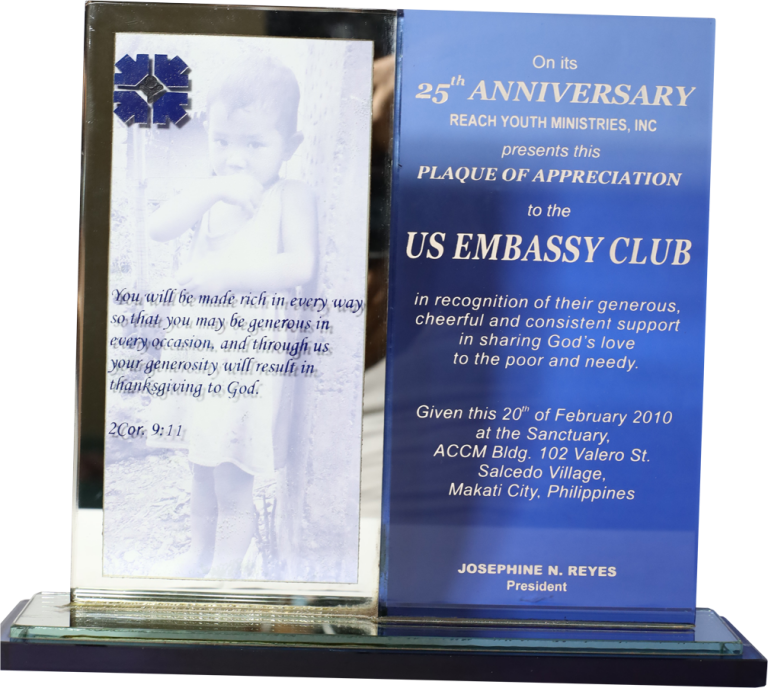 You will be made rich in every way
so that you may be generous in
every occasion, and through us
your generosity will result in
thanksgiving to God.
2Cor. 9:11
On its
25th ANNIVERSARY
REACH YOUTH MINISTRIES, INC
presents this
PLAQUE OF APPRECIATION
to the
US EMBASSY CLUB
in recognition of their generous,
cheerful and consistent support
in sharing God's love
to the poor and needy.
Given this 20th of February 2010
at the Sanctuary,
ACCM Bldg. 102 Valero St.
Salcedo Village,
Makati City, Philippines
JOSEPHINE N. REYES
President